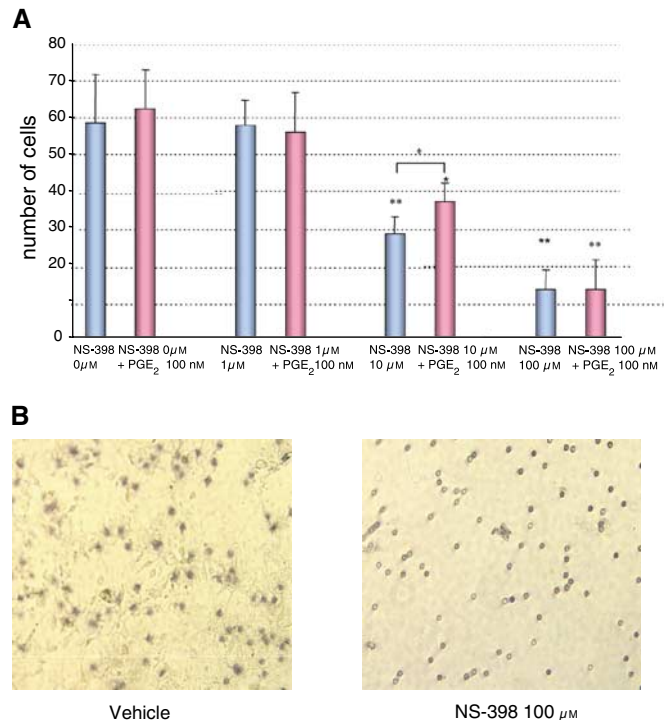 A
80
70
60
50
40
30
20
0
number of cells
*
** *
** **
NS-398 NS-398 0µM NS-398 NS-398 1µM NS-398 NS-398 10 µM NS-398 NS-398 100 µM
0µM + PGE2 100 nM 1µM + PGE2 100 nM 10 µM + PGE2 100 nM 100 µM + PGE2 100 nM
B
Vehicle NS-398 100 µM